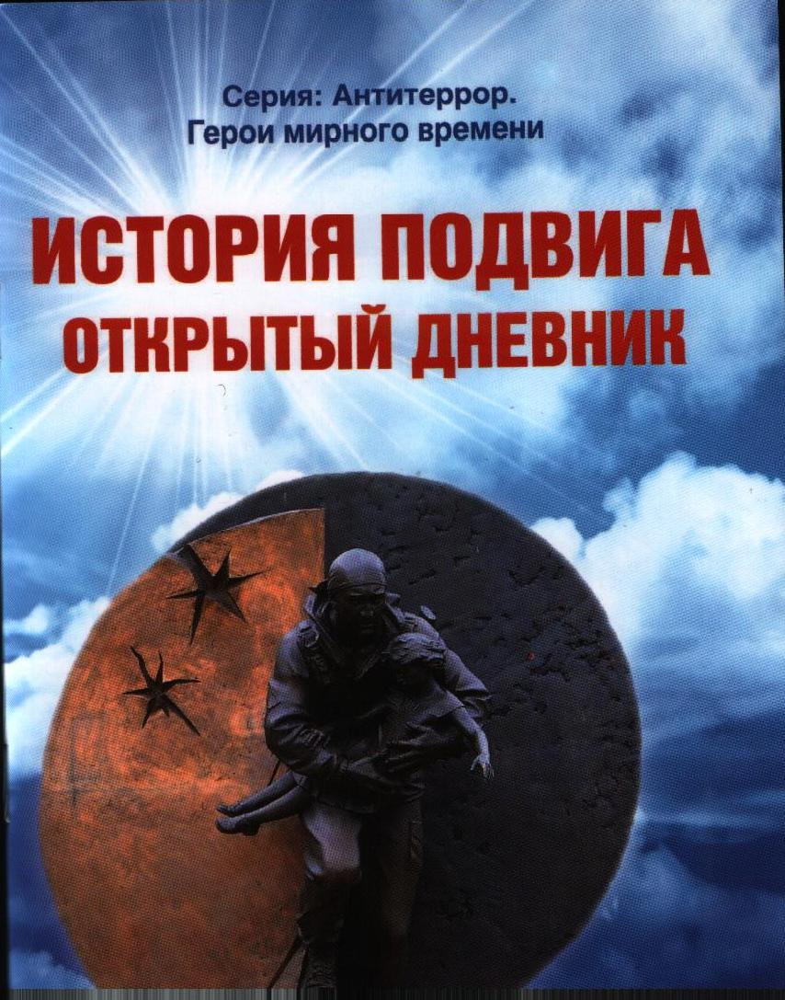 Серия: Антитеррор.
Герои мирного времени
ИСТОРИЯ ПОДВИГА
ОТКРЫТЫЙ ДНЕВНИК